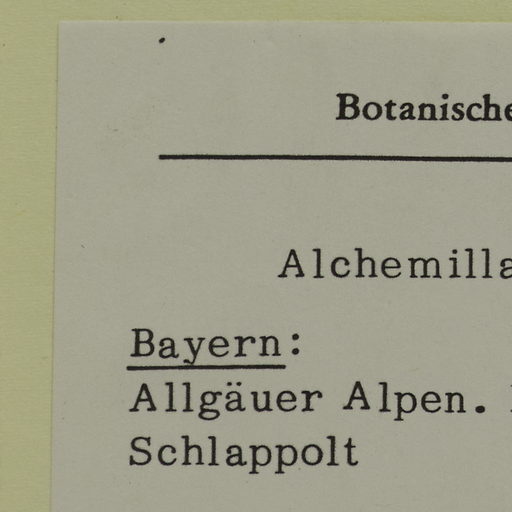 Botanische
Alchemilla
Bayern:
Allgäuer Alpen.
Schlappolt